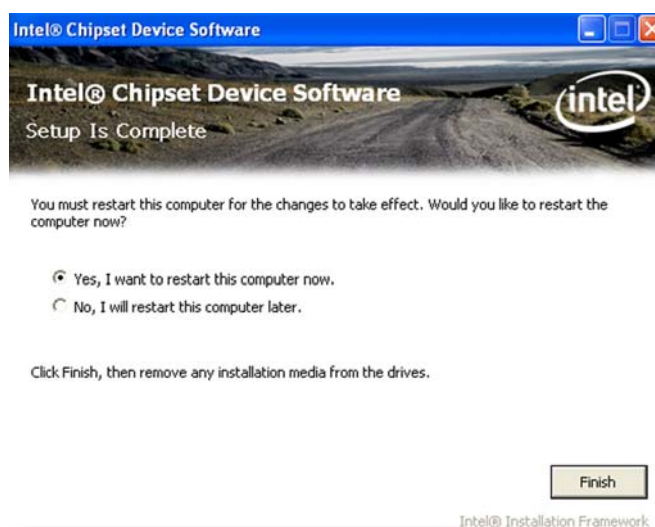 Intel® Chipset Device Software
Intel® Chipset Device Software
intel
Setup Is Complete
You must restart this computer for the changes to take effect. Would you like to restart the
computer now?
Yes, I want to restart this computer now.
No, I will restart this computer later.
Click Finish, then remove any installation media from the drives.
Finish
Intel® Installation Framework